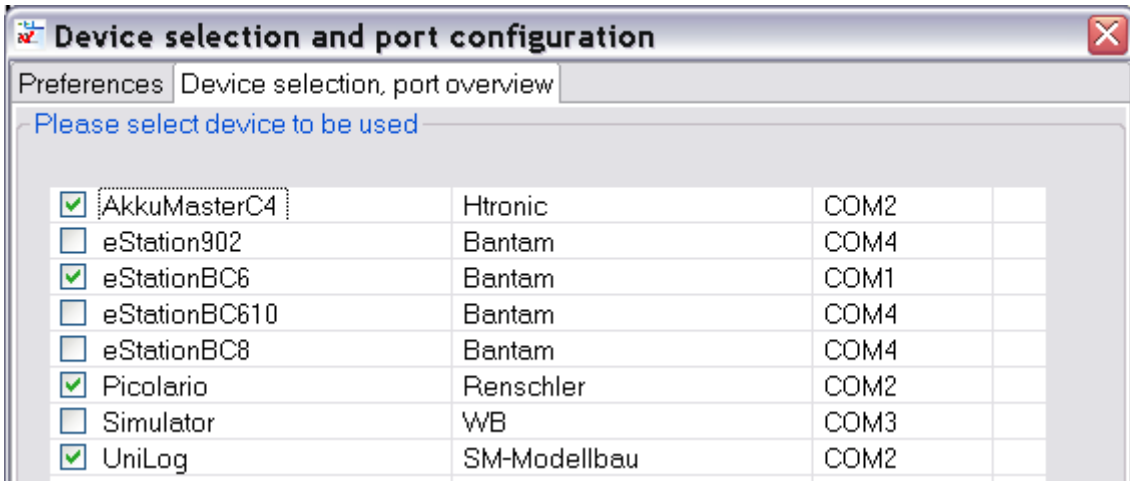 Device selection and port configuration
Preferences Device selection, port overview
Please select device to be used
AkkuMasterC4 Htronic COM2
eStation902 Bantam COM4
eStationBC6 Bantam COM1
eStationBC610 Bantam COM4
eStationBC8 Bantam COM4
Picolario Renschler COM2
Simulator WB COM3
UniLog SM-Modellbau COM2